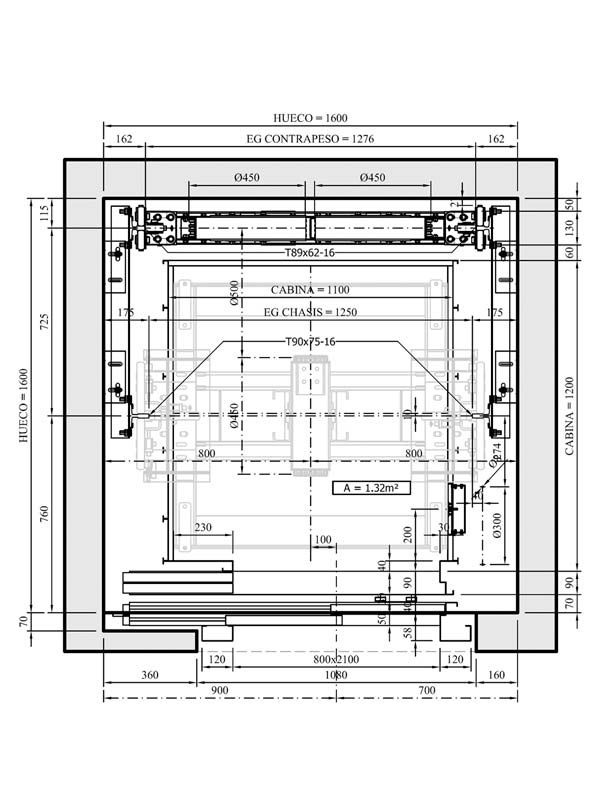 HUECO = 1600
162
EG CONTRAPESO = 1276
162
Ø450
Ø450
115
50
130
60
T89x62-16
Ø500
CABINA = 1100
175
EG CHASIS = 1250
175
725
T90x75-16
HUECO = 1600
CABINA = 1200
Ø450
800
800
274
A = 1.32m²
760
230
100
30
200
Ø300
40
90
90
70
40
50
58
70
120
800x2100
120
360
1080
160
900
700